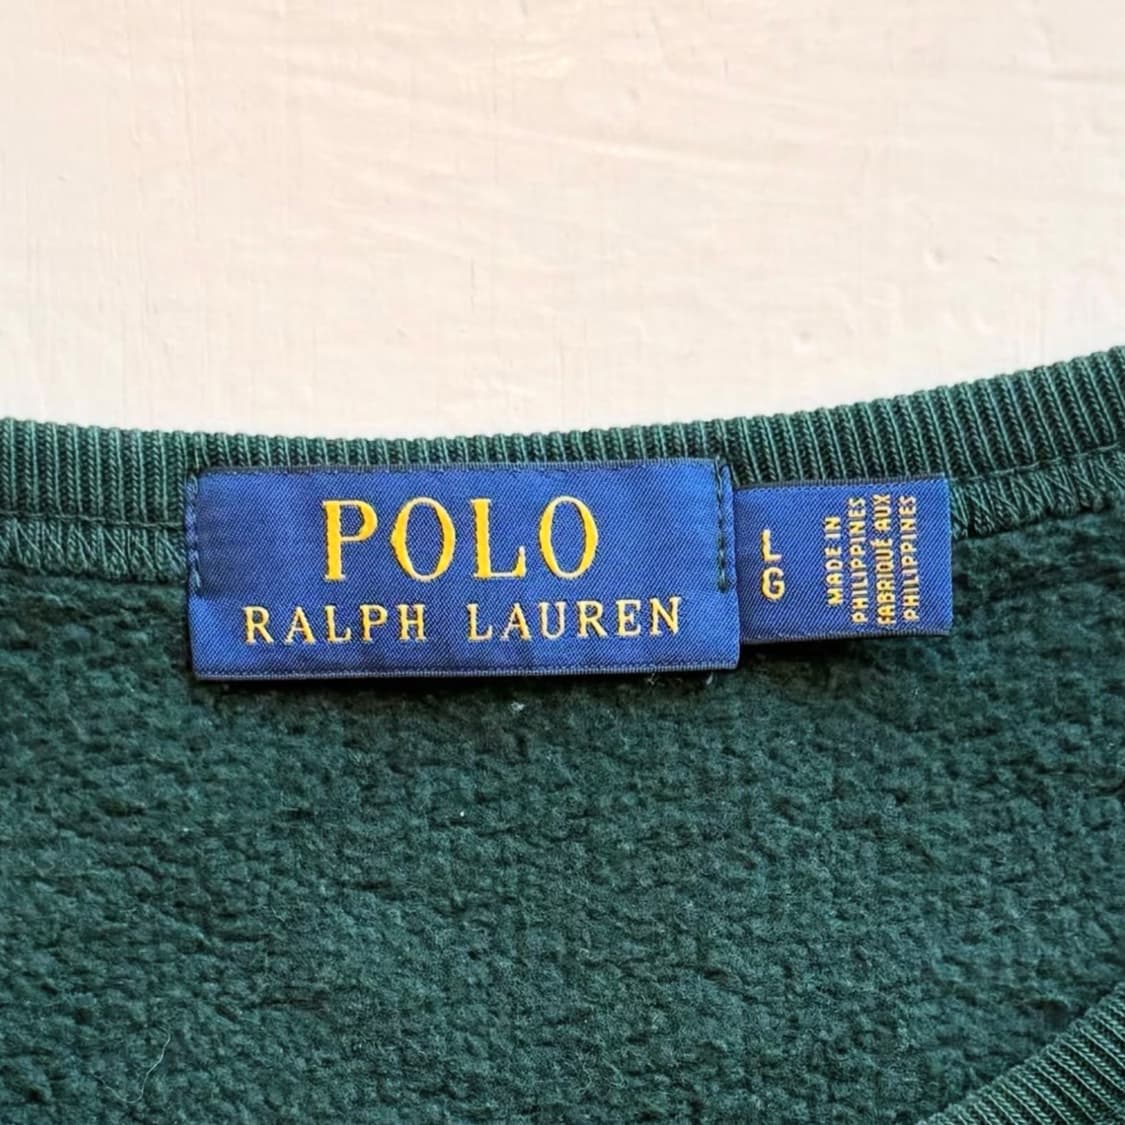 POLO
RALPH LAUREN
L
G
MADE IN
PHILIPPINES
FABRIQUÉ AUX
PHILIPPINES